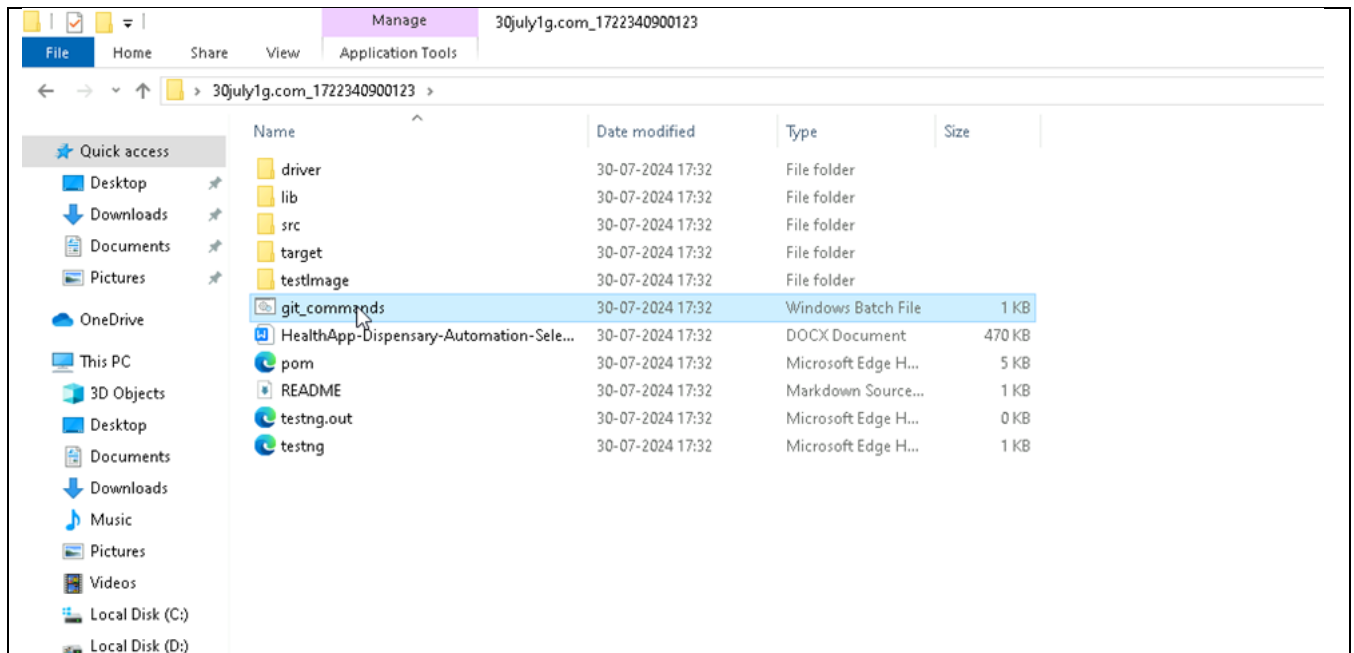 Manage 30july1g.com_1722340900123
File Home Share View Application Tools
30july1g.com_1722340900123
Name Date modified Type Size
Quick access
Desktop
Downloads
Documents
Pictures
OneDrive
This PC
3D Objects
Desktop
Documents
Downloads
Music
Pictures
Videos
Local Disk (C:)
Local Disk (D:)
driver 30-07-2024 17:32 File folder
lib 30-07-2024 17:32 File folder
src 30-07-2024 17:32 File folder
target 30-07-2024 17:32 File folder
testImage 30-07-2024 17:32 File folder
git_commands 30-07-2024 17:32 Windows Batch File 1 KB
HealthApp-Dispensary-Automation-Sele... 30-07-2024 17:32 DOCX Document 470 KB
pom 30-07-2024 17:32 Microsoft Edge H... 5 KB
README 30-07-2024 17:32 Markdown Source... 1 KB
testng.out 30-07-2024 17:32 Microsoft Edge H... 0 KB
testng 30-07-2024 17:32 Microsoft Edge H... 1 KB